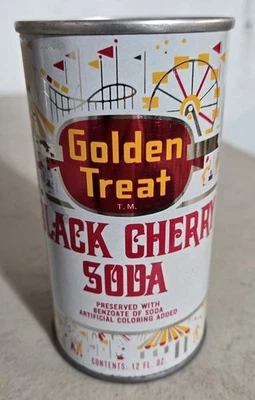 Golden
Treat
T.M.
LACK CHERR
SODA
PRESERVED WITH
BENZOATE OF SODA
ARTIFICIAL COLORING ADDED
CONTENTS: 12 FL. OZ